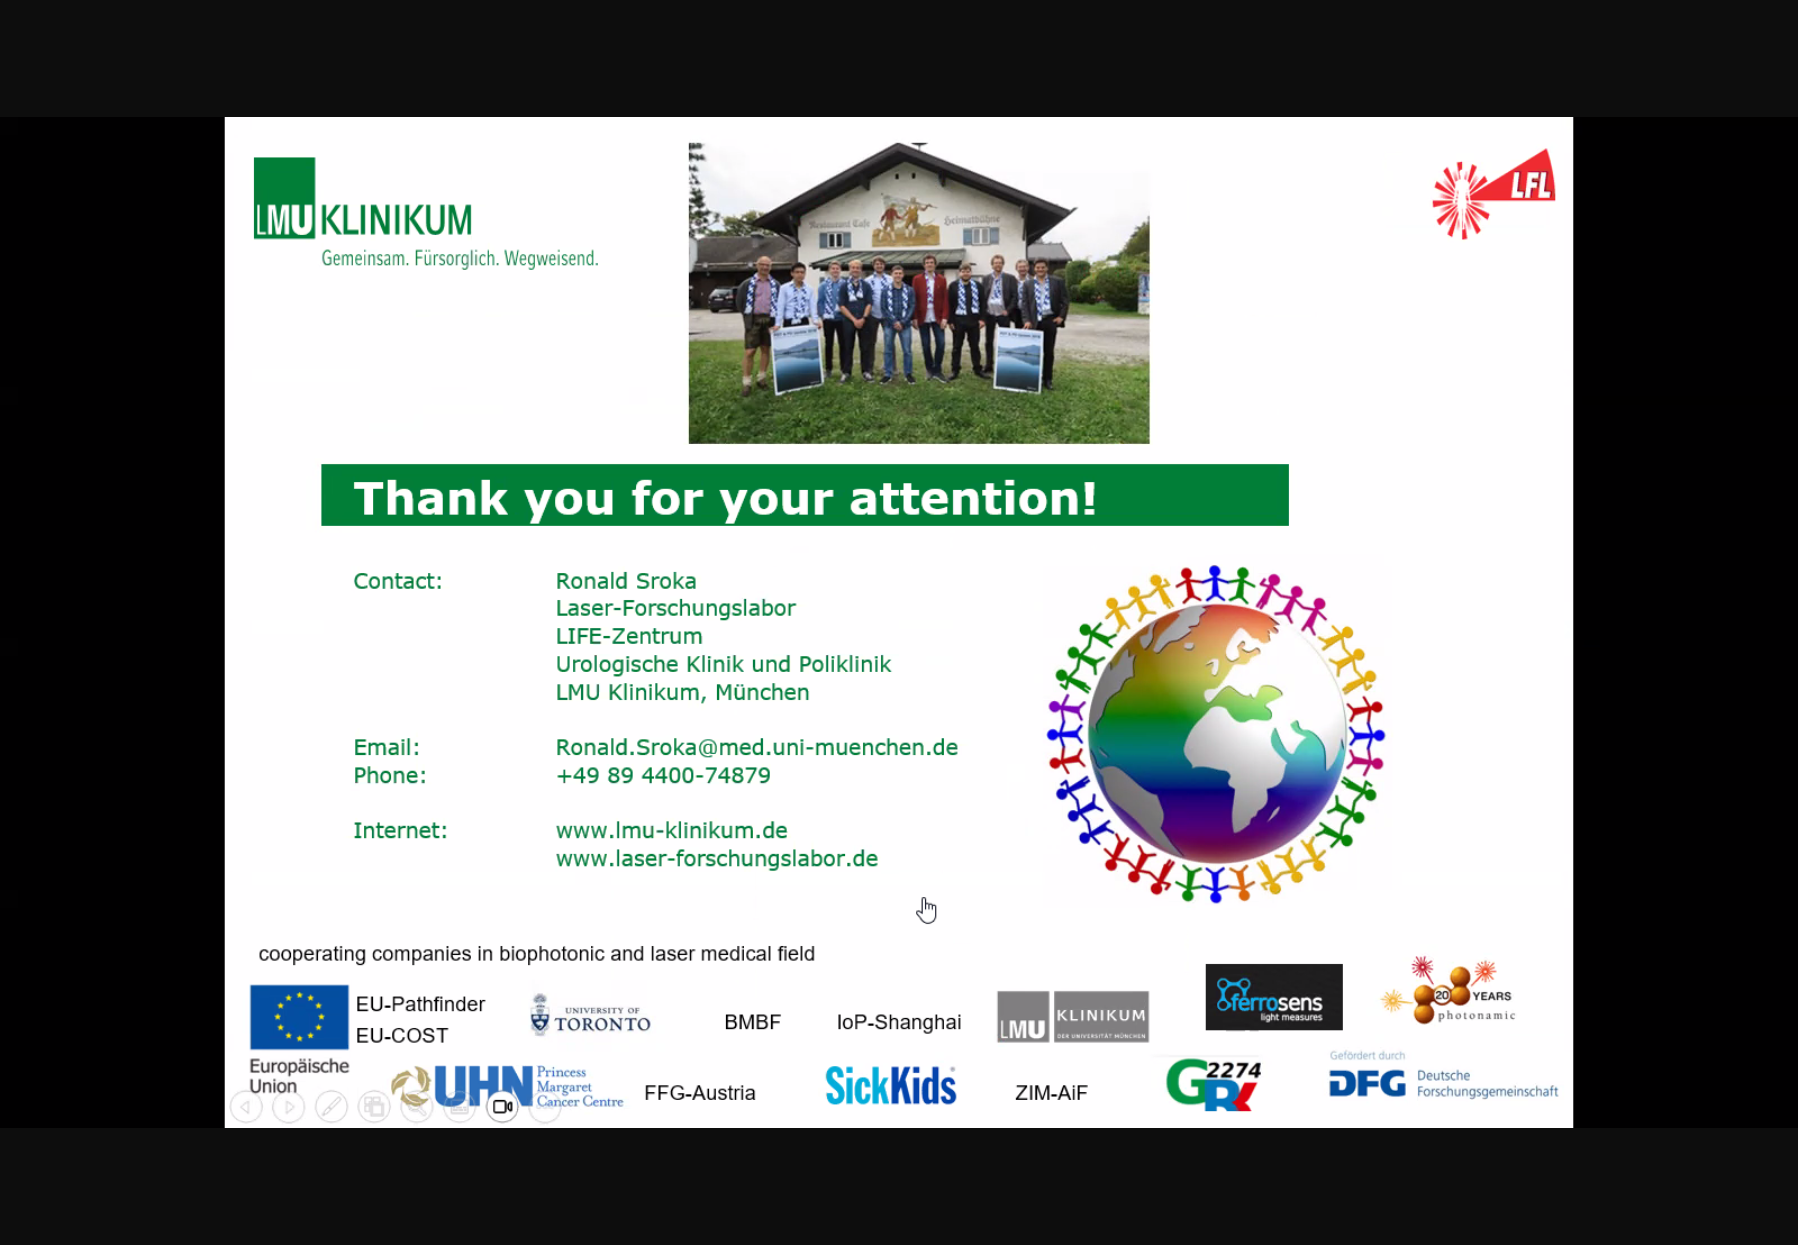 LMU KLINIKUM
Gemeinsam. Fürsorglich. Wegweisend.
Restaurant Cafe
Heimatbühne
LFL
Thank you for your attention!
Contact: Ronald Sroka
Laser-Forschungslabor
LIFE-Zentrum
Urologische Klinik und Poliklinik
LMU Klinikum, München
Email: Ronald.Sroka@med.uni-muenchen.de
Phone: +49 89 4400-74879
Internet: www.lmu-klinikum.de
www.laser-forschungslabor.de
cooperating companies in biophotonic and laser medical field
EU-Pathfinder
EU-COST
Europäische
Union
UNIVERSITY OF
TORONTO
BMBF
IoP-Shanghai
LMU KLINIKUM
DER UNIVERSITÄT MÜNCHEN
ferrosens
light measures
20 YEARS
photonamic
UHN
Princess
Margaret
Cancer Centre
FFG-Austria
SickKids
ZIM-AiF
GRK 2274
Gefördert durch
DFG Deutsche
Forschungsgemeinschaft